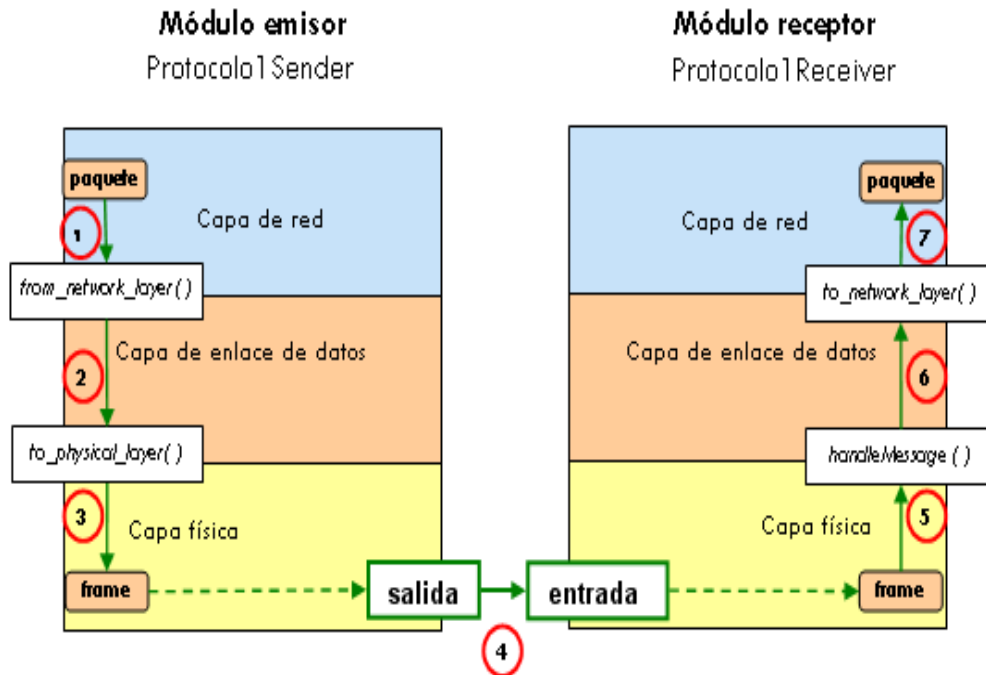 Módulo emisor
Protocolo1Sender
Módulo receptor
Protocolo1Receiver
paquete
1
Capa de red
from_network_layer( )
Capa de enlace de datos
2
to_physical_layer( )
3
Capa física
frame
salida
4
entrada
paquete
7
Capa de red
to_network_layer( )
Capa de enlace de datos
6
handleMessage ( )
5
Capa física
frame